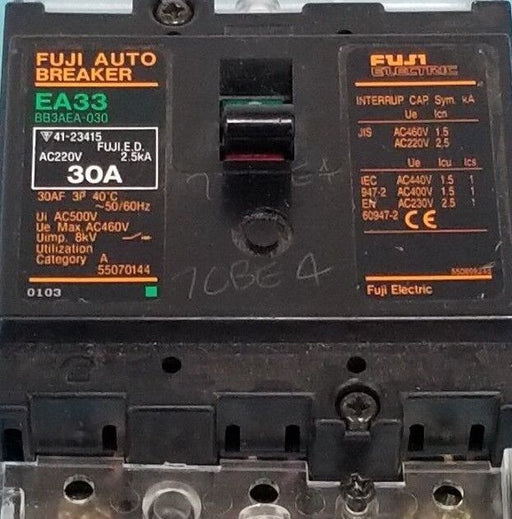 FUJI AUTO
BREAKER
EA33
BB3AEA-030
41-23415
FUJI.E.D.
AC220V 2.5kA
30A
30AF 3P 40°C
~50/60Hz
Ui AC500V
Ue Max.AC460V
Uimp. 8kV
Utilization
Category A
55070144
0103
FUJI
ELECTRIC
INTERRUP CAP. Sym. kA
Ue Icn
JIS AC460V 1.5
AC220V 2.5
Ue Icu Ics
IEC AC440V 1.5 1
947-2 AC400V 1.5 1
EN AC230V 2.5 1
60947-2 CE
Fuji Electric
7CBE4